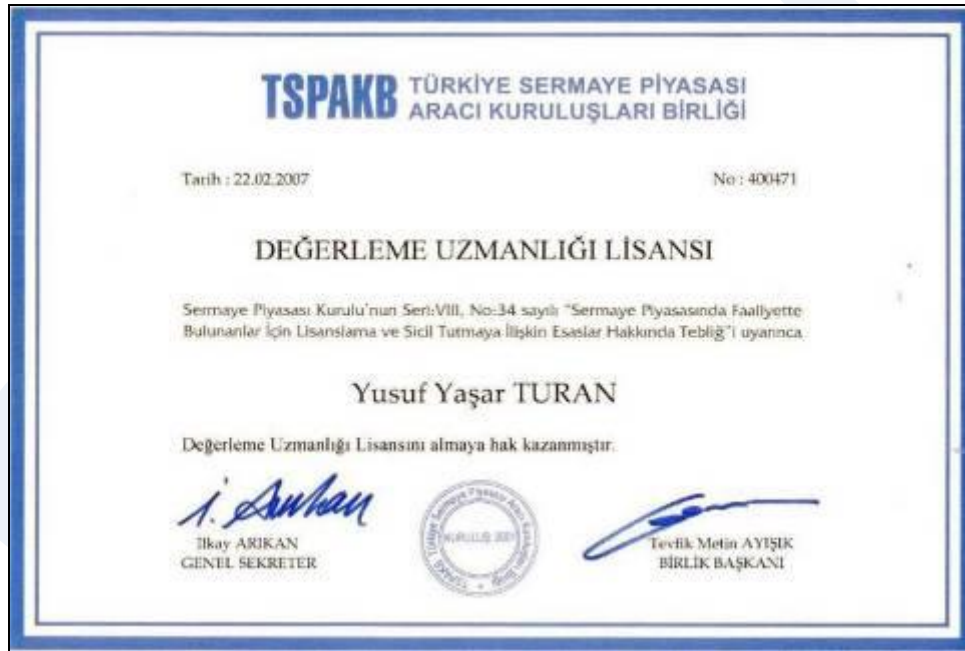 TSPAKB TÜRKİYE SERMAYE PİYASASI
ARACI KURULUŞLARI BİRLİĞİ
Tarih : 22.02.2007
No : 400471
DEĞERLEME UZMANLIĞI LİSANSI
Sermaye Piyasası Kurulu'nun Seri:VIII, No:34 sayılı "Sermaye Piyasasında Faaliyette
Bulunanlar İçin Lisanslama ve Sicil Tutmaya İlişkin Esaslar Hakkında Tebliğ"i uyarınca
Yusuf Yaşar TURAN
Değerleme Uzmanlığı Lisansını almaya hak kazanmıştır.
İlkay ARIKAN
GENEL SEKRETER
Tevfik Metin AYIŞIK
BİRLİK BAŞKANI